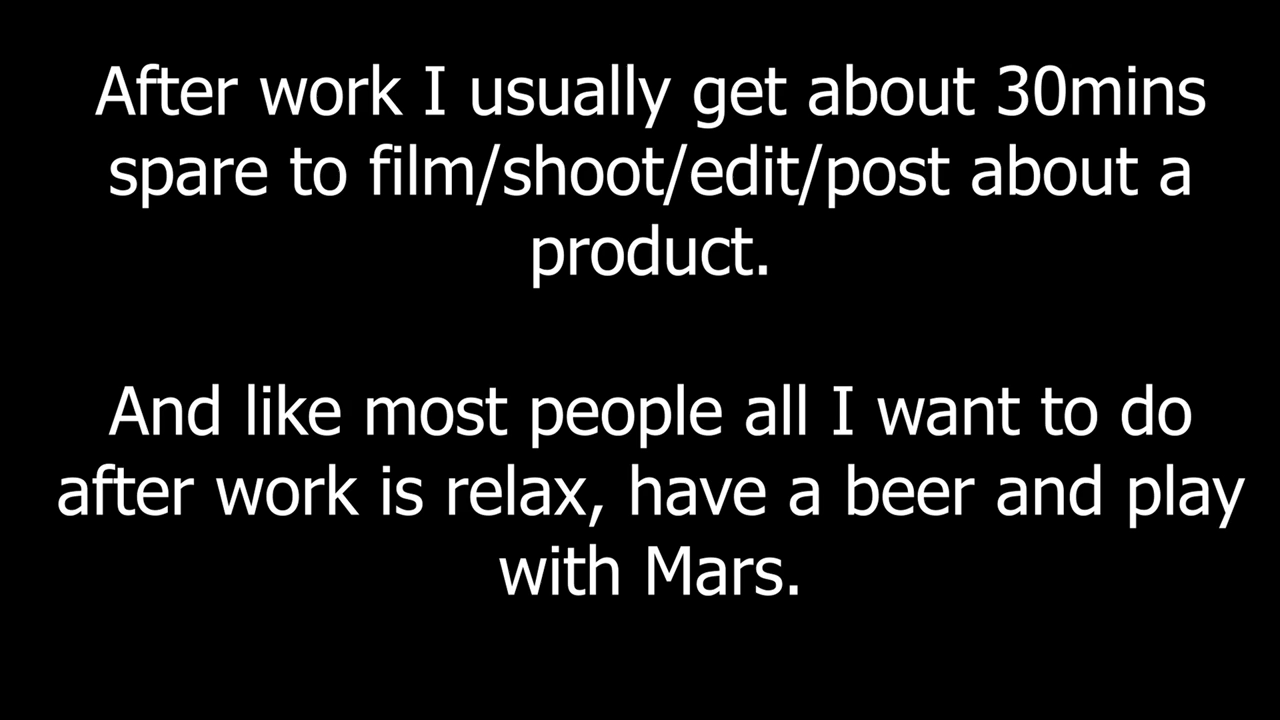 After work I usually get about 30mins
spare to film/shoot/edit/post about a
product.
And like most people all I want to do
after work is relax, have a beer and play
with Mars.